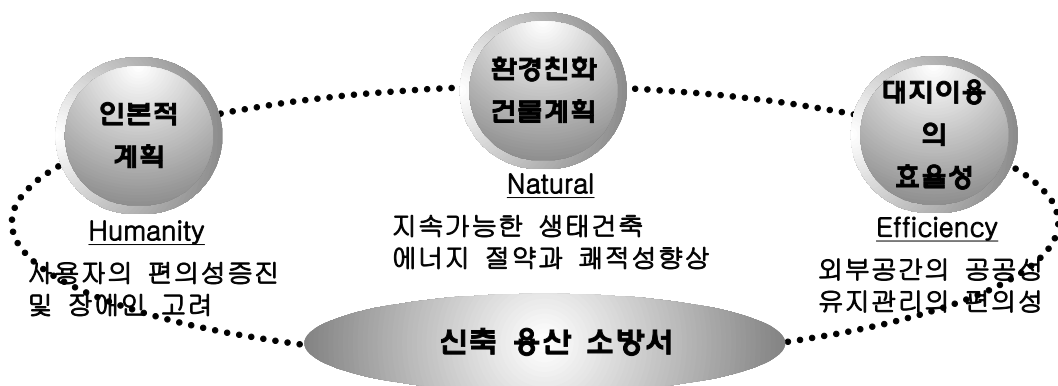 인본적
계획
Humanity
사용자의 편의성증진
및 장애인 고려
환경친화
건물계획
Natural
지속가능한 생태건축
에너지 절약과 쾌적성향상
대지이용
의
효율성
Efficiency
외부공간의 공공성
유지관리의 편의성
신축 용산 소방서